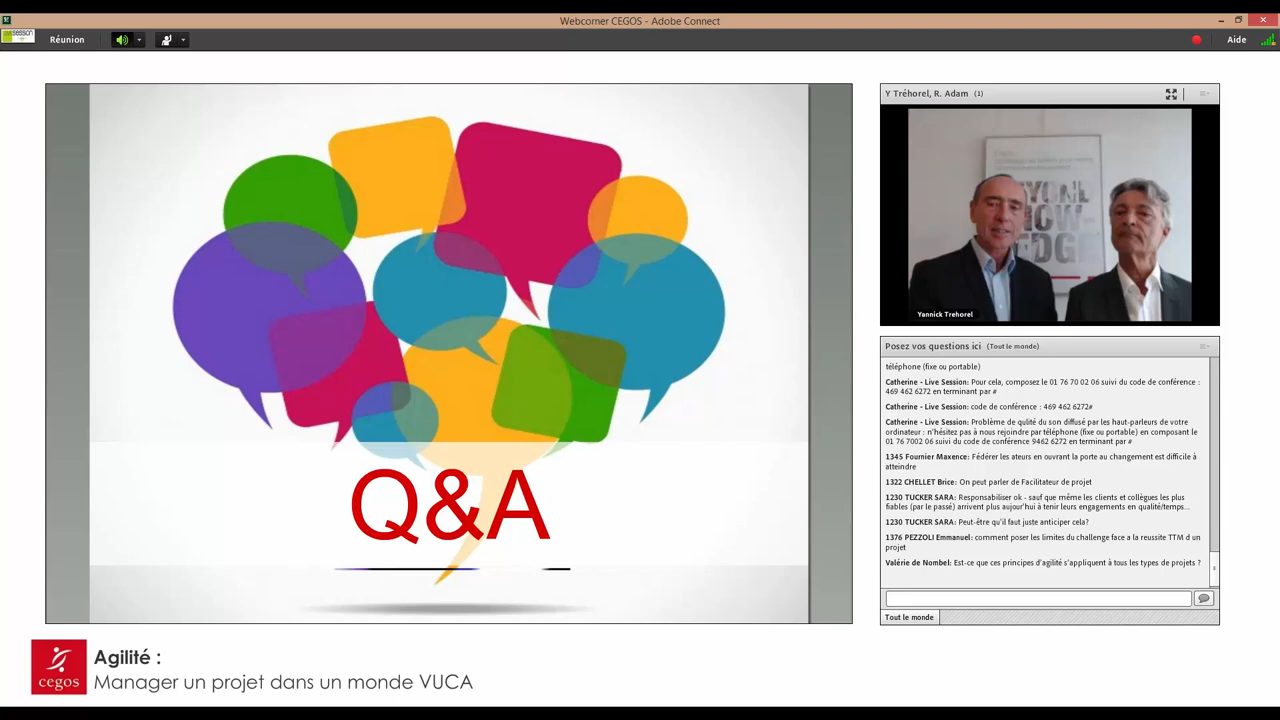 Webcorner CEGOS - Adobe Connect
Réunion
Aide
Y Tréhorel, R. Adam (1)
YONE
NOW
EDGE
Yannick Trehorel
Posez vos questions ici (Tout le monde)
téléphone (fixe ou portable)
Catherine - Live Session: Pour cela, composez le 01 76 70 02 06 suivi du code de conférence :
469 462 6272 en terminant par #
Catherine - Live Session: code de conférence : 469 462 6272#
Catherine - Live Session: Problème de qulité du son diffusé par les haut-parleurs de votre
ordinateur : n'hésitez pas à nous rejoindre par téléphone (fixe ou portable) en composant le
01 76 7002 06 suivi du code de conférence 9462 6272 en terminant par #
1345 Fournier Maxence: Fédérer les ateurs en ouvrant la porte au changement est difficile à
atteindre
1322 CHELLET Brice: On peut parler de Facilitateur de projet
1230 TUCKER SARA: Responsabiliser ok - sauf que même les clients et collègues les plus
fiables (par le passé) arrivent plus aujourd'hui à tenir leurs engagements en qualité/temps...
1230 TUCKER SARA: Peut-être qu'il faut juste anticiper cela?
1376 PEZZOLI Emmanuel: comment poser les limites du challenge face a la reussite TTM d un
projet
Valérie de Nombel: Est-ce que ces principes d'agilité s'appliquent à tous les types de projets ?
Tout le monde
Q&A
cegos
Agilité :
Manager un projet dans un monde VUCA